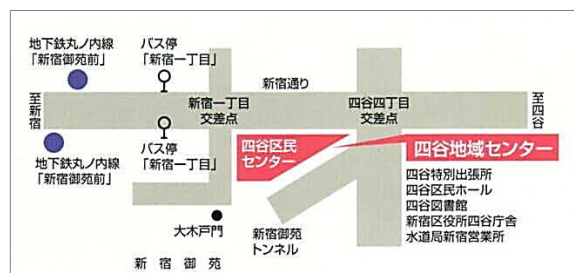 地下鉄丸ノ内線
「新宿御苑前」
バス停
「新宿一丁目」
新宿通り
至新宿
新宿一丁目
交差点
四谷四丁目
交差点
至四谷
地下鉄丸ノ内線
「新宿御苑前」
バス停
「新宿一丁目」
四谷区民
センター
四谷地域センター
四谷特別出張所
四谷区民ホール
四谷図書館
新宿区役所四谷庁舎
水道局新宿営業所
大木戸門
新宿御苑
トンネル
新宿御苑